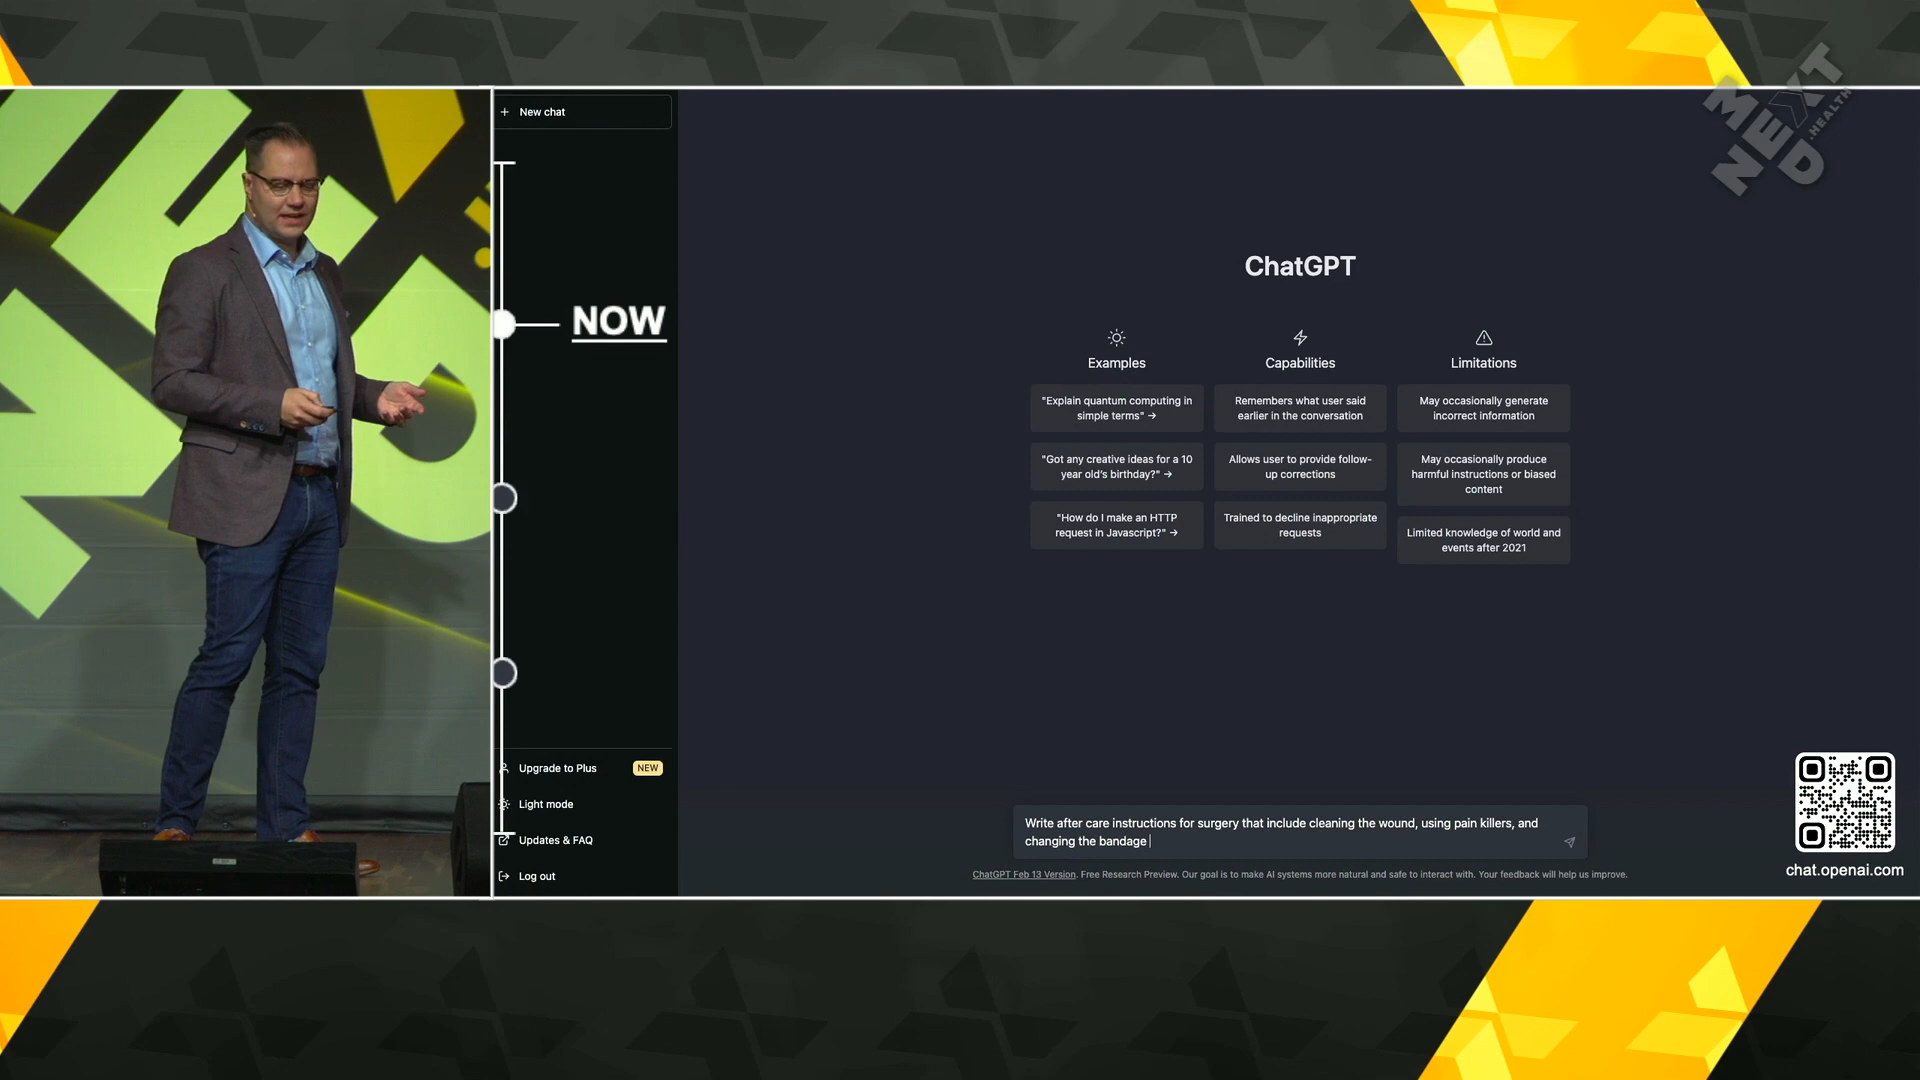 + New chat
NOW
Upgrade to Plus
NEW
Light mode
Updates & FAQ
Log out
ChatGPT
Examples
"Explain quantum computing in
simple terms" →
"Got any creative ideas for a 10
year old's birthday?" →
"How do I make an HTTP
request in Javascript?" →
Capabilities
Remembers what user said
earlier in the conversation
Allows user to provide follow-
up corrections
Trained to decline inappropriate
requests
Limitations
May occasionally generate
incorrect information
May occasionally produce
harmful instructions or biased
content
Limited knowledge of world and
events after 2021
Write after care instructions for surgery that include cleaning the wound, using pain killers, and
changing the bandage
ChatGPT Feb 13 Version. Free Research Preview. Our goal is to make AI systems more natural and safe to interact with. Your feedback will help us improve.
chat.openai.com
NEXT
MED
.HEALTH